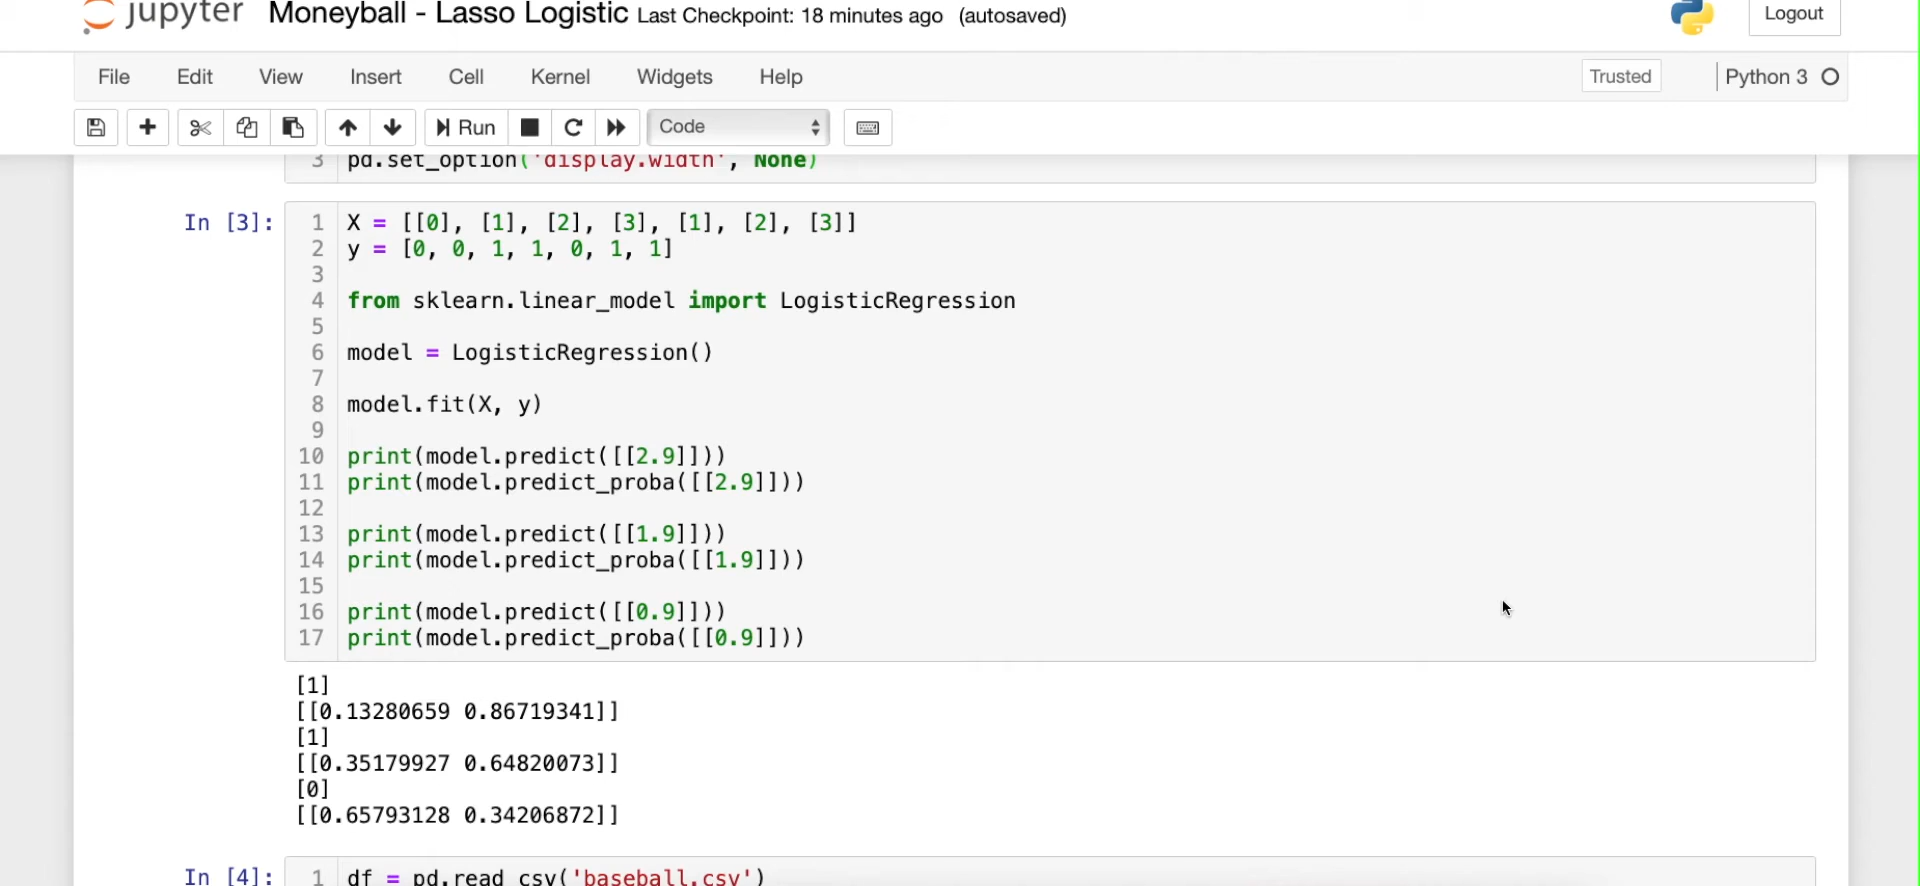 jupyter Moneyball - Lasso Logistic Last Checkpoint: 18 minutes ago (autosaved) Logout
File Edit View Insert Cell Kernel Widgets Help Trusted Python 3
Run Code
3 pd.set_option('display.width', None)
In [3]: 1 X = [[0], [1], [2], [3], [1], [2], [3]]
2 y = [0, 0, 1, 1, 0, 1, 1]
3
4 from sklearn.linear_model import LogisticRegression
5
6 model = LogisticRegression()
7
8 model.fit(X, y)
9
10 print(model.predict([[2.9]]))
11 print(model.predict_proba([[2.9]]))
12
13 print(model.predict([[1.9]]))
14 print(model.predict_proba([[1.9]]))
15
16 print(model.predict([[0.9]]))
17 print(model.predict_proba([[0.9]]))
[1]
[[0.13280659 0.86719341]]
[1]
[[0.35179927 0.64820073]]
[0]
[[0.65793128 0.34206872]]
In [4]: 1 df = pd.read_csv('baseball.csv')